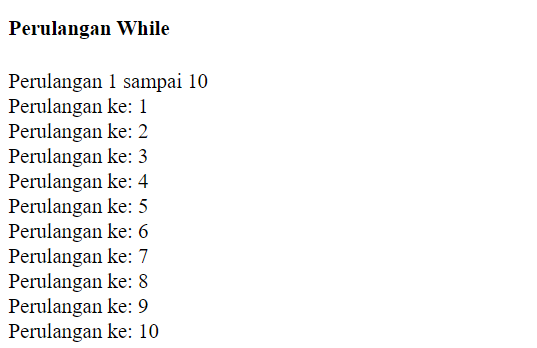 Perulangan While
Perulangan 1 sampai 10
Perulangan ke: 1
Perulangan ke: 2
Perulangan ke: 3
Perulangan ke: 4
Perulangan ke: 5
Perulangan ke: 6
Perulangan ke: 7
Perulangan ke: 8
Perulangan ke: 9
Perulangan ke: 10